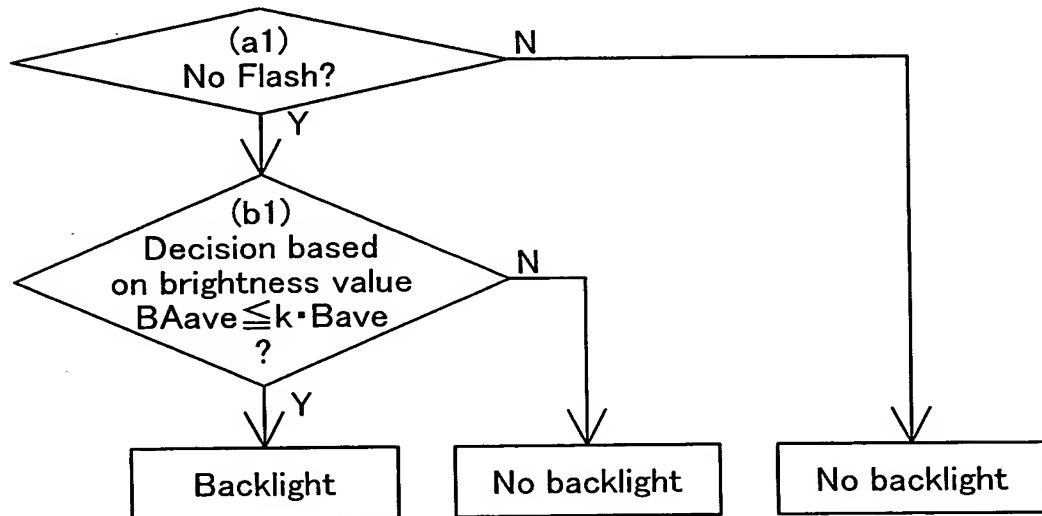 (a1)
No Flash?
N
Y
(b1)
Decision based
on brightness value
BAave≦k・Bave
?
N
Y
Backlight
No backlight
No backlight